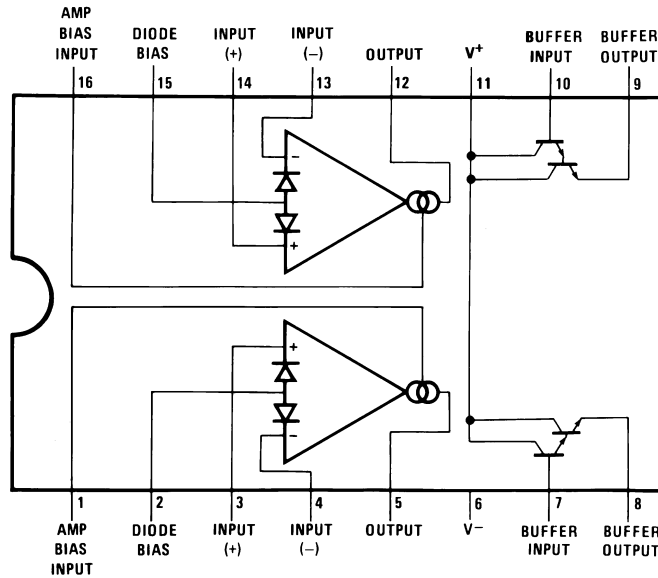 AMP BIAS INPUT
DIODE BIAS
INPUT (+)
INPUT (−)
OUTPUT
V+
BUFFER INPUT
BUFFER OUTPUT
16
15
14
13
12
11
10
9
−
+
+
−
1
2
3
4
5
6
7
8
AMP BIAS INPUT
DIODE BIAS
INPUT (+)
INPUT (−)
OUTPUT
V−
BUFFER INPUT
BUFFER OUTPUT